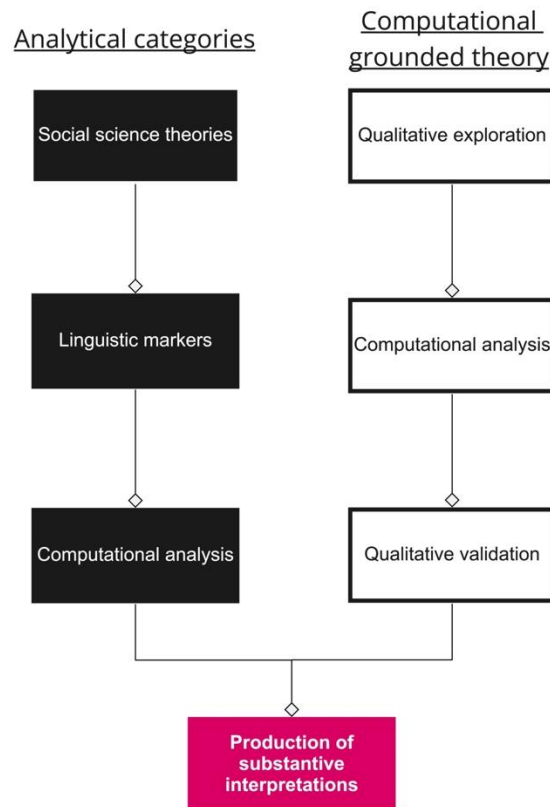 Analytical categories
Computational
grounded theory
Social science theories
Qualitative exploration
Linguistic markers
Computational analysis
Computational analysis
Qualitative validation
Production of
substantive
interpretations